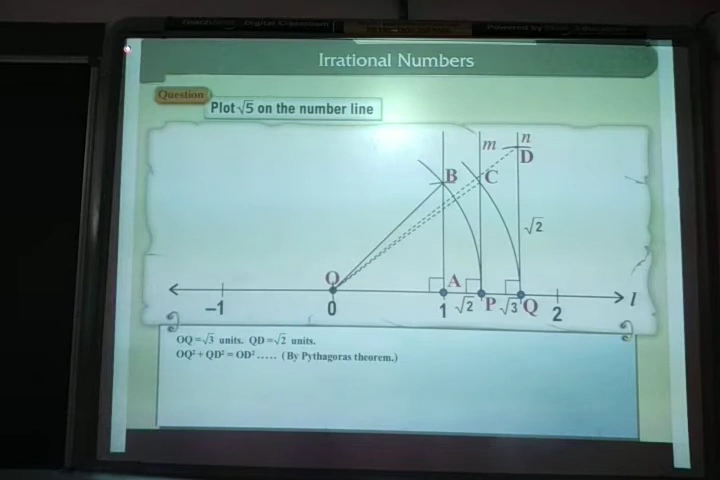 Irrational Numbers
Question
Plot √5 on the number line
n
m
D
B
C
√2
O
A
-1
0
1
√2
P
√3
Q
2
l
OQ = √3 units. QD = √2 units.
OQ² + QD² = OD² ..... (By Pythagoras theorem.)